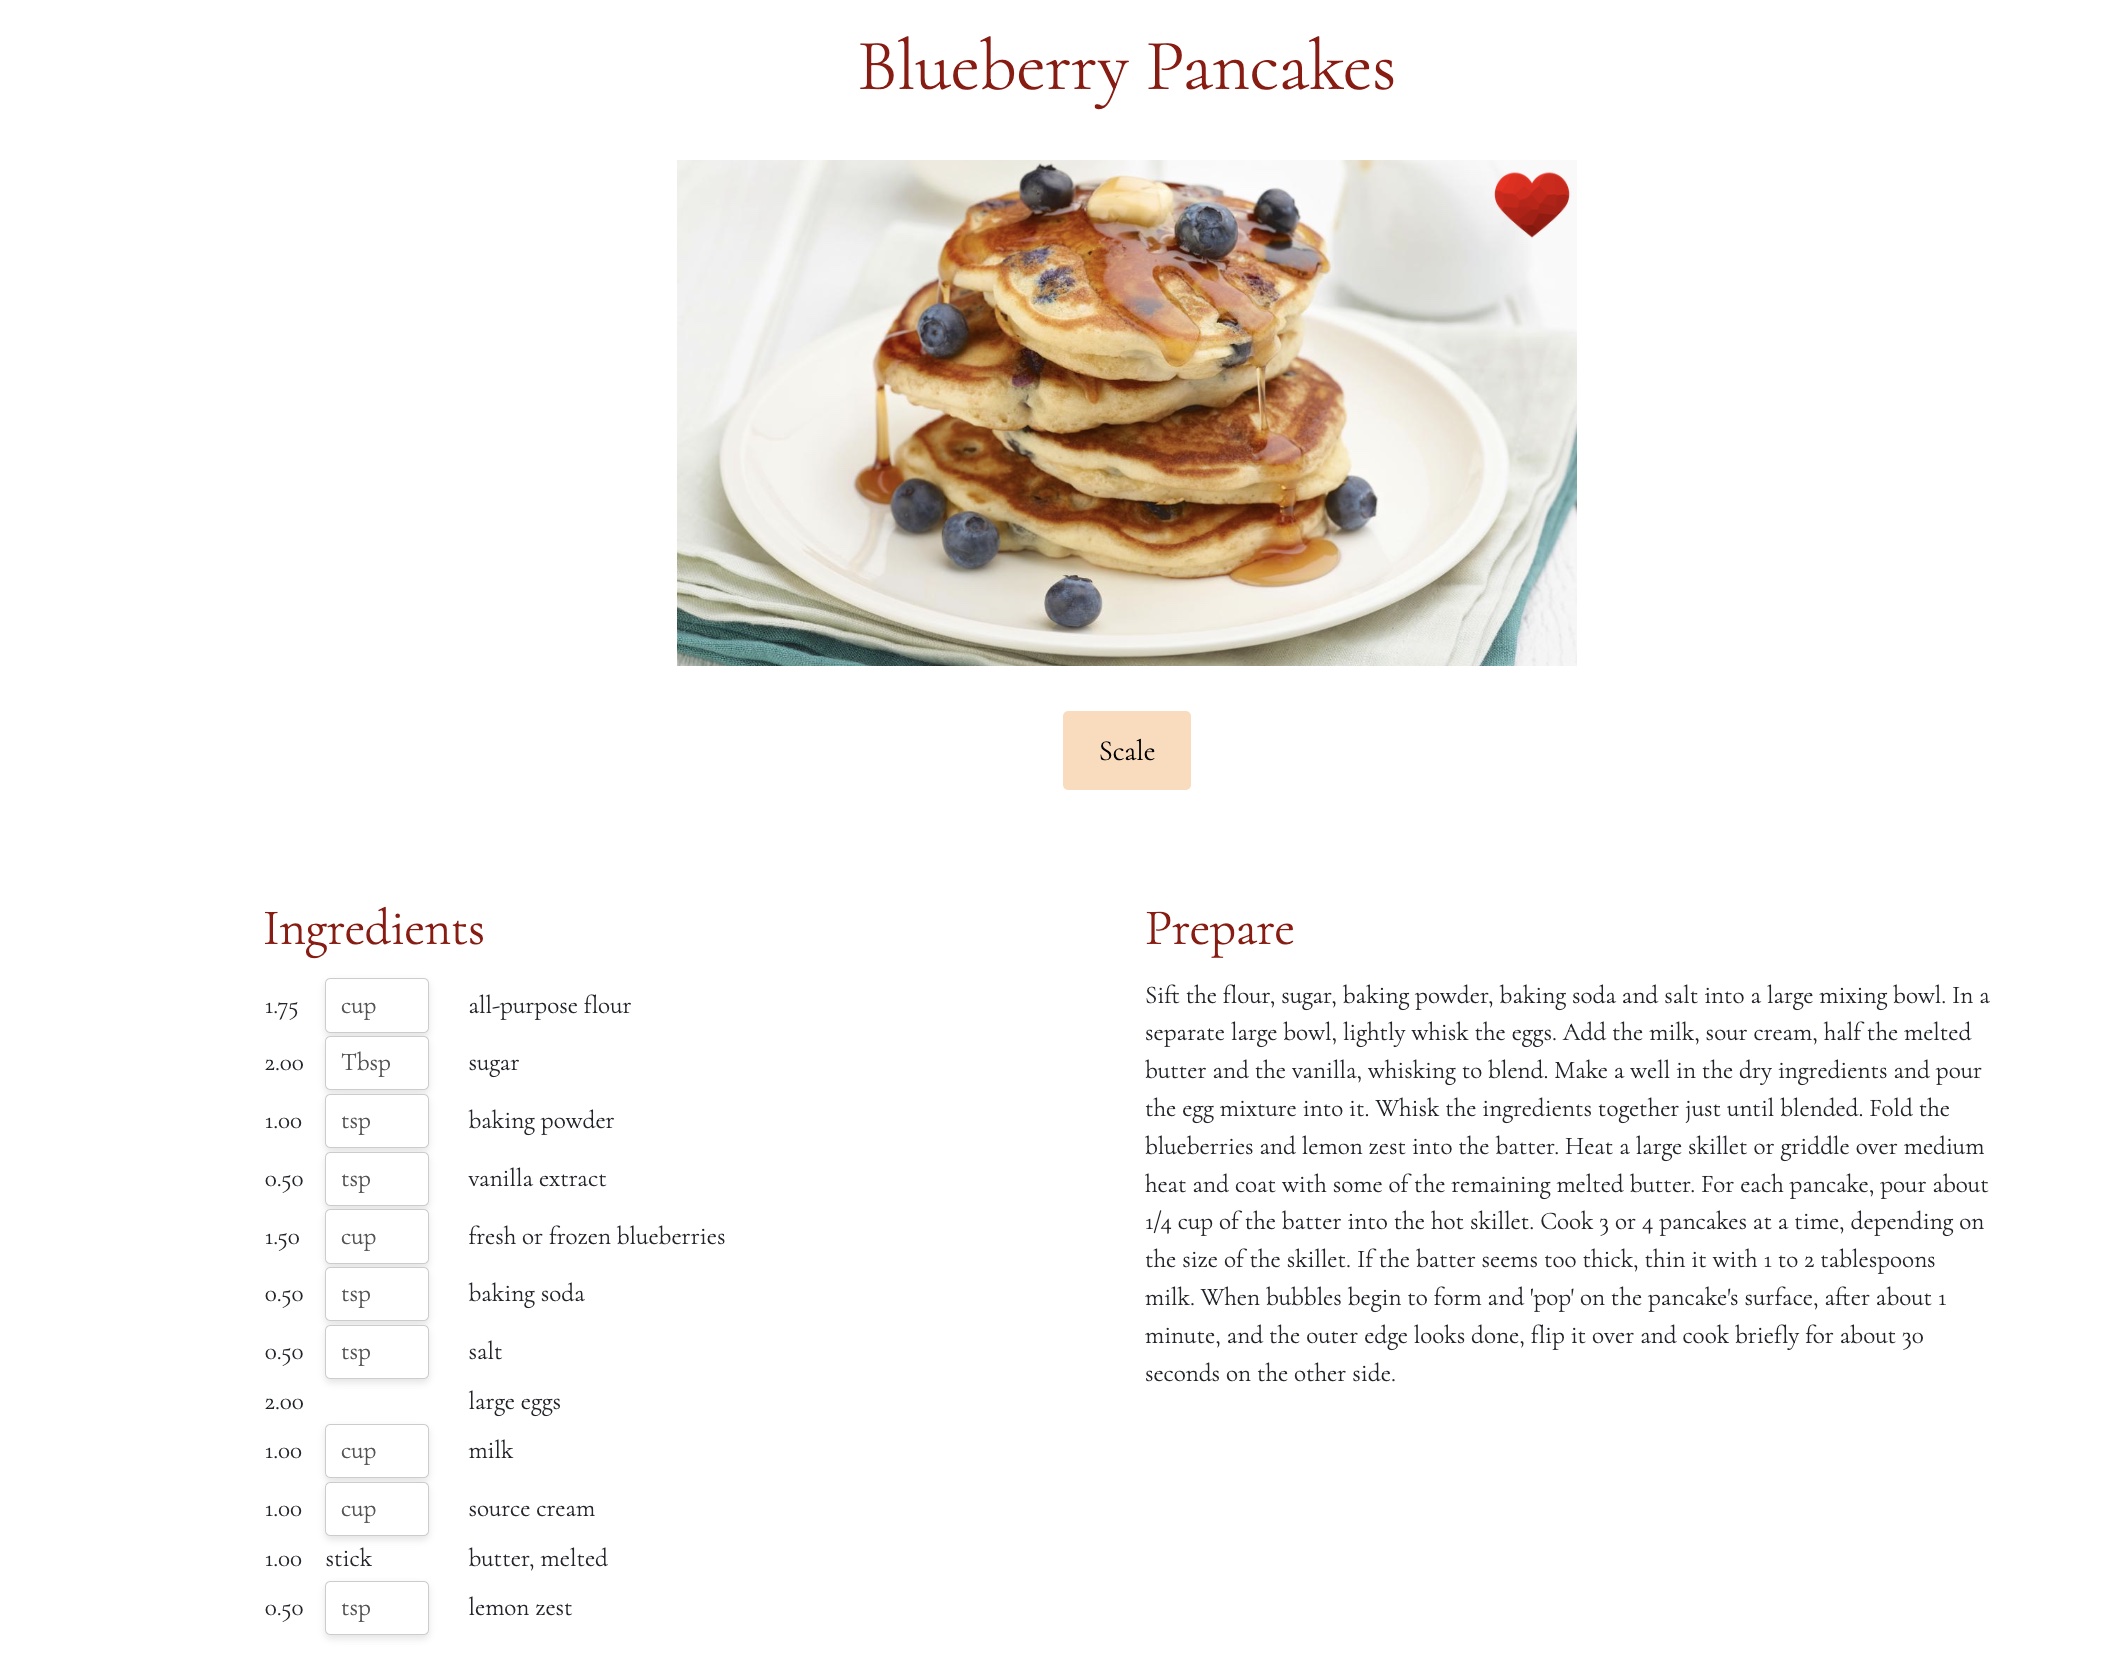 Blueberry Pancakes
Scale
Ingredients
1.75 cup all-purpose flour
2.00 Tbsp sugar
1.00 tsp baking powder
0.50 tsp vanilla extract
1.50 cup fresh or frozen blueberries
0.50 tsp baking soda
0.50 tsp salt
2.00 large eggs
1.00 cup milk
1.00 cup source cream
1.00 stick butter, melted
0.50 tsp lemon zest
Prepare
Sift the flour, sugar, baking powder, baking soda and salt into a large mixing bowl. In a
separate large bowl, lightly whisk the eggs. Add the milk, sour cream, half the melted
butter and the vanilla, whisking to blend. Make a well in the dry ingredients and pour
the egg mixture into it. Whisk the ingredients together just until blended. Fold the
blueberries and lemon zest into the batter. Heat a large skillet or griddle over medium
heat and coat with some of the remaining melted butter. For each pancake, pour about
1/4 cup of the batter into the hot skillet. Cook 3 or 4 pancakes at a time, depending on
the size of the skillet. If the batter seems too thick, thin it with 1 to 2 tablespoons
milk. When bubbles begin to form and 'pop' on the pancake's surface, after about 1
minute, and the outer edge looks done, flip it over and cook briefly for about 30
seconds on the other side.